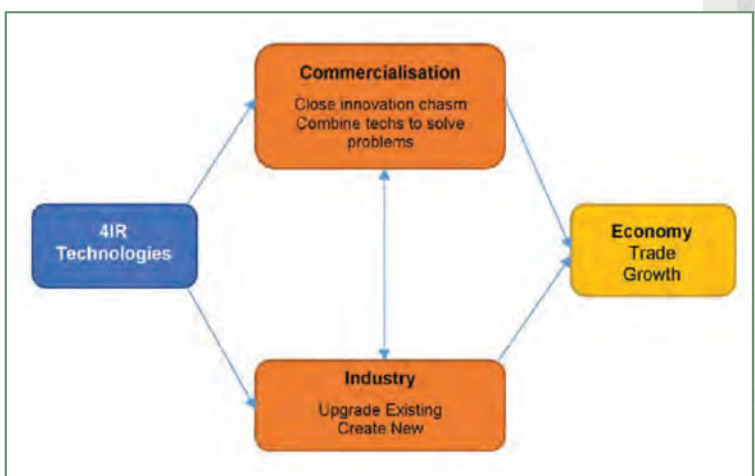 Commercialisation
Close innovation chasm
Combine techs to solve
problems
4IR
Technologies
Economy
Trade
Growth
Industry
Upgrade Existing
Create New